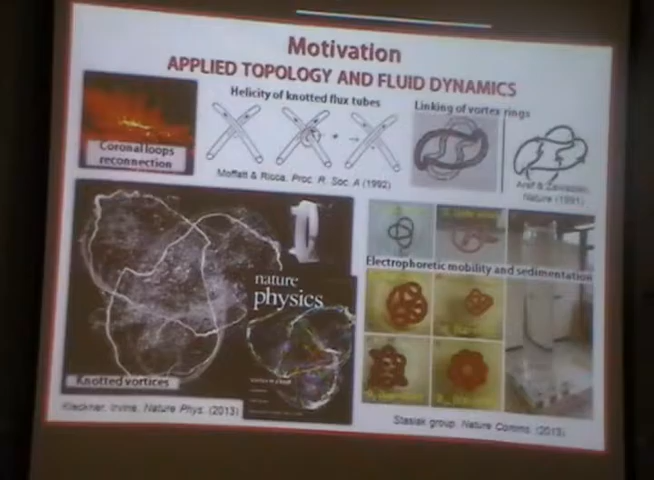 Motivation
APPLIED TOPOLOGY AND FLUID DYNAMICS
Coronal loops
reconnection
Helicity of knotted flux tubes
Moffatt & Ricca, Proc. R. Soc. A (1992)
Linking of vortex rings
Aref & Zawadzki,
Nature (1991)
nature
physics
Knotted vortices
Kleckner, Irvine, Nature Phys. (2013)
Electrophoretic mobility and sedimentation
Stasiak group, Nature Comms. (2013)